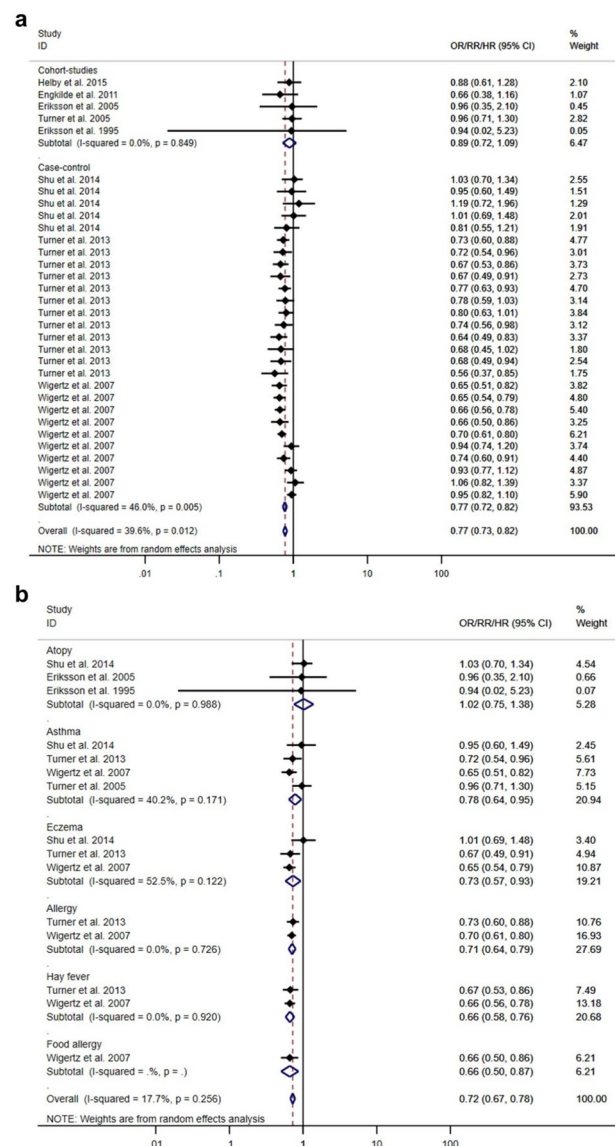 a
Study %
ID OR/RR/HR (95% CI) Weight
Cohort-studies
Helby 2015 0.88 (0.61, 1.28) 2.10
Engkilde 2011 0.66 (0.38, 1.16) 1.07
Eriksson 2005 0.96 (0.35, 2.10) 0.45
Turner 2005 0.96 (0.71, 1.30) 2.82
Eriksson 1995 0.94 (0.02, 5.23) 0.05
Subtotal (I-squared = 0.0%, p = 0.849) 0.89 (0.72, 1.09) 6.47
.
Case-control
Shu et al. 2014 1.03 (0.70, 1.34) 2.55
Shu et al. 2014 0.95 (0.60, 1.49) 1.51
Shu et al. 2014 1.19 (0.72, 1.96) 1.29
Shu et al. 2014 1.01 (0.69, 1.48) 2.01
Shu et al. 2014 0.81 (0.55, 1.21) 1.91
Turner et al. 2013 0.73 (0.60, 0.88) 4.77
Turner et al. 2013 0.72 (0.54, 0.96) 3.01
Turner et al. 2013 0.67 (0.53, 0.86) 3.73
Turner et al. 2013 0.67 (0.49, 0.91) 2.73
Turner et al. 2013 0.77 (0.63, 0.93) 4.70
Turner et al. 2013 0.78 (0.59, 1.03) 3.14
Turner et al. 2013 0.80 (0.63, 1.01) 3.84
Turner et al. 2013 0.74 (0.56, 0.98) 3.12
Turner et al. 2013 0.64 (0.49, 0.83) 3.37
Turner et al. 2013 0.68 (0.45, 1.02) 1.80
Turner et al. 2013 0.68 (0.49, 0.94) 2.54
Turner et al. 2013 0.56 (0.37, 0.85) 1.75
Wigertz et al. 2007 0.65 (0.51, 0.82) 3.82
Wigertz et al. 2007 0.65 (0.54, 0.79) 4.80
Wigertz et al. 2007 0.66 (0.56, 0.78) 5.40
Wigertz et al. 2007 0.66 (0.50, 0.86) 3.25
Wigertz et al. 2007 0.70 (0.61, 0.80) 6.21
Wigertz et al. 2007 0.94 (0.74, 1.20) 3.74
Wigertz et al. 2007 0.74 (0.60, 0.91) 4.40
Wigertz et al. 2007 0.93 (0.77, 1.12) 4.87
Wigertz et al. 2007 1.06 (0.82, 1.39) 3.37
Wigertz et al. 2007 0.95 (0.82, 1.10) 5.90
Subtotal (I-squared = 46.0%, p = 0.005) 0.77 (0.72, 0.82) 93.53
.
Overall (I-squared = 39.6%, p = 0.012) 0.77 (0.73, 0.82) 100.00
NOTE: Weights are from random effects analysis
.01 .1 1 10 100
b
Study %
ID OR/RR/HR (95% CI) Weight
Atopy
Shu et al. 2014 1.03 (0.70, 1.34) 4.54
Eriksson 2005 0.96 (0.35, 2.10) 0.66
Eriksson 1995 0.94 (0.02, 5.23) 0.07
Subtotal (I-squared = 0.0%, p = 0.988) 1.02 (0.75, 1.38) 5.28
.
Asthma
Shu et al. 2014 0.95 (0.60, 1.49) 2.45
Turner et al. 2013 0.72 (0.54, 0.96) 5.61
Wigertz et al. 2007 0.65 (0.51, 0.82) 7.73
Turner et al. 2005 0.96 (0.71, 1.30) 5.15
Subtotal (I-squared = 40.2%, p = 0.171) 0.78 (0.64, 0.95) 20.94
.
Eczema
Shu et al. 2014 1.01 (0.69, 1.48) 3.40
Turner et al. 2013 0.67 (0.49, 0.91) 4.94
Wigertz et al. 2007 0.65 (0.54, 0.79) 10.87
Subtotal (I-squared = 52.5%, p = 0.122) 0.73 (0.57, 0.93) 19.21
.
Allergy
Turner et al. 2013 0.73 (0.60, 0.88) 10.76
Wigertz et al. 2007 0.70 (0.61, 0.80) 16.93
Subtotal (I-squared = 0.0%, p = 0.726) 0.71 (0.64, 0.79) 27.69
.
Hay fever
Turner et al. 2013 0.67 (0.53, 0.86) 7.49
Wigertz et al. 2007 0.66 (0.56, 0.78) 13.18
Subtotal (I-squared = 0.0%, p = 0.920) 0.66 (0.58, 0.76) 20.68
.
Food allergy
Wigertz et al. 2007 0.66 (0.50, 0.86) 6.21
Subtotal (I-squared = .%, p = .) 0.66 (0.50, 0.87) 6.21
.
Overall (I-squared = 17.7%, p = 0.256) 0.72 (0.67, 0.78) 100.00
NOTE: Weights are from random effects analysis
.01 .1 1 10 100